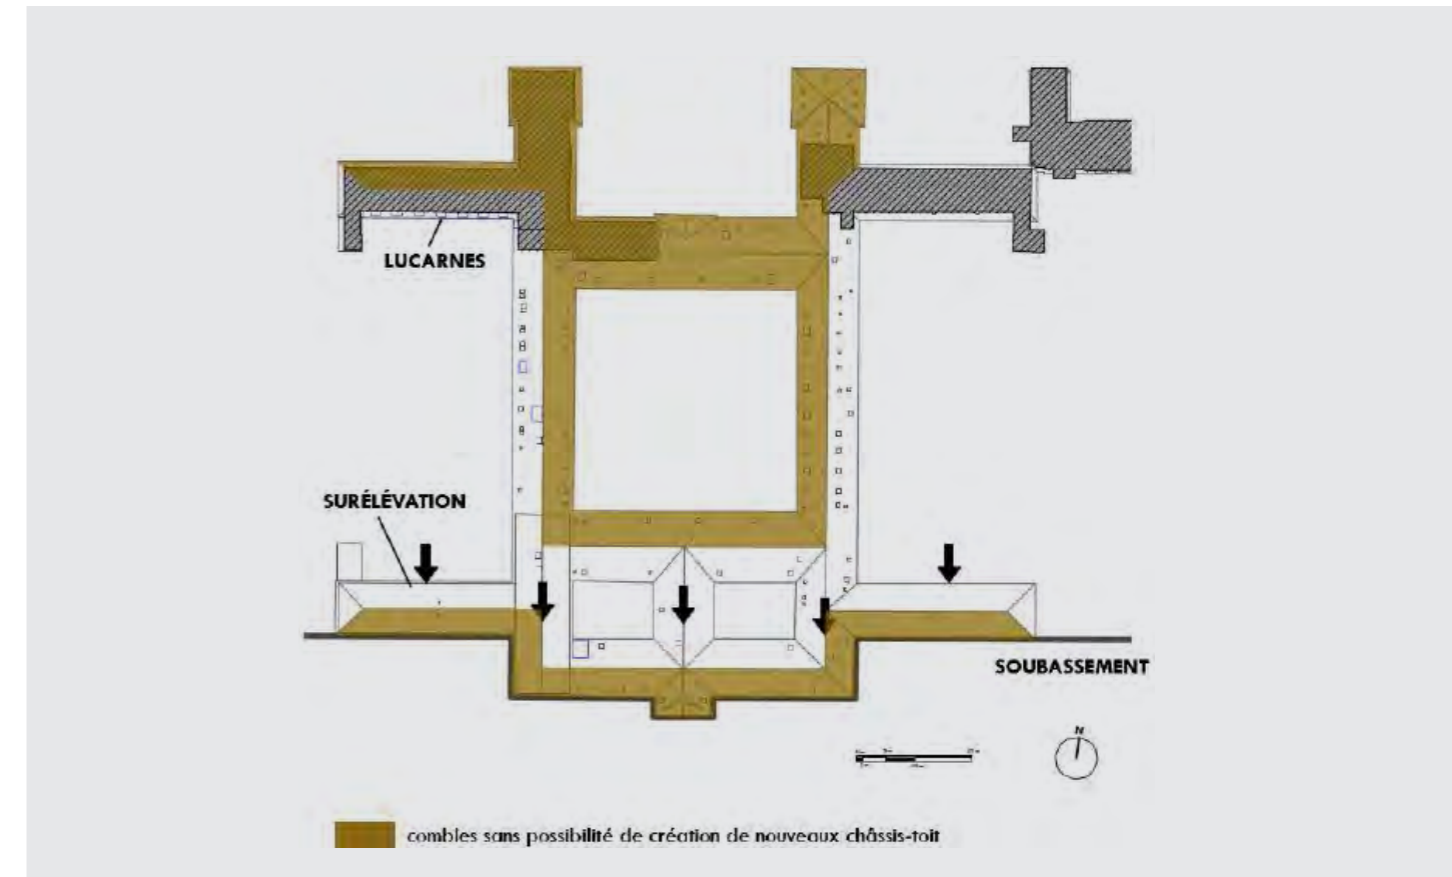 LUCARNES
SURÉLÉVATION
SOUBASSEMENT
N
combles sans possibilité de création de nouveaux châssis-toit